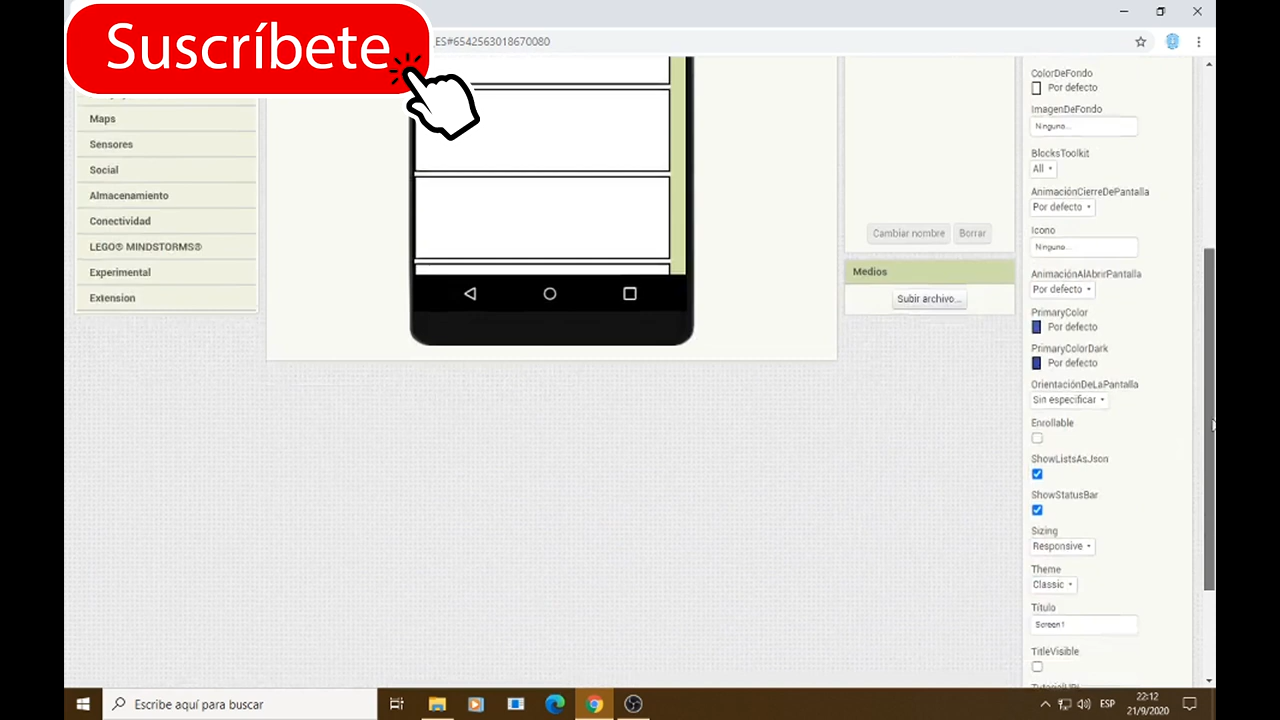 Suscríbete
ES#6542563018670080
Maps
Sensores
Social
Almacenamiento
Conectividad
LEGO® MINDSTORMS®
Experimental
Extension
Cambiar nombre
Borrar
Medios
Subir archivo...
ColorDeFondo
Por defecto
ImagenDeFondo
Ninguno...
BlocksToolkit
All
AnimaciónCierreDePantalla
Por defecto
Icono
Ninguno...
AnimaciónAlAbrirPantalla
Por defecto
PrimaryColor
Por defecto
PrimaryColorDark
Por defecto
OrientaciónDeLaPantalla
Sin especificar
Enrollable
ShowListsAsJson
ShowStatusBar
Sizing
Responsive
Theme
Classic
Título
Screen1
TitleVisible
Escribe aquí para buscar
ESP
22:12
21/9/2020